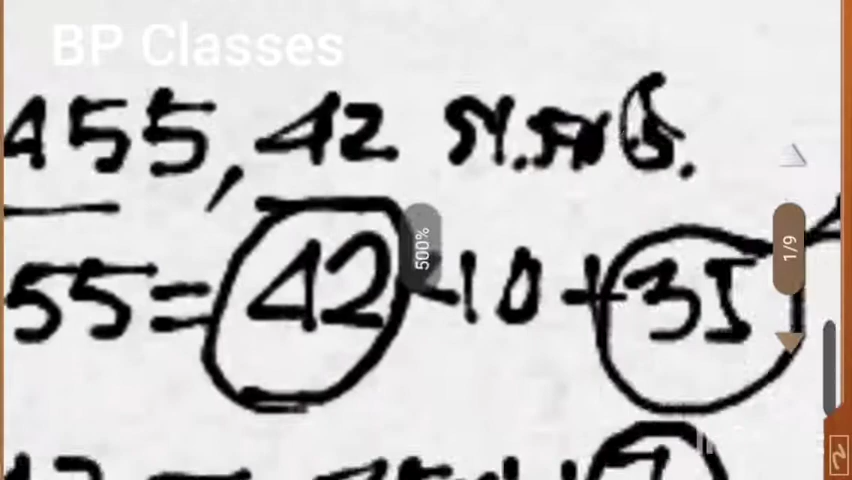 BP Classes
455, 42
55 = 42 · 10 + 35
500%
1/9